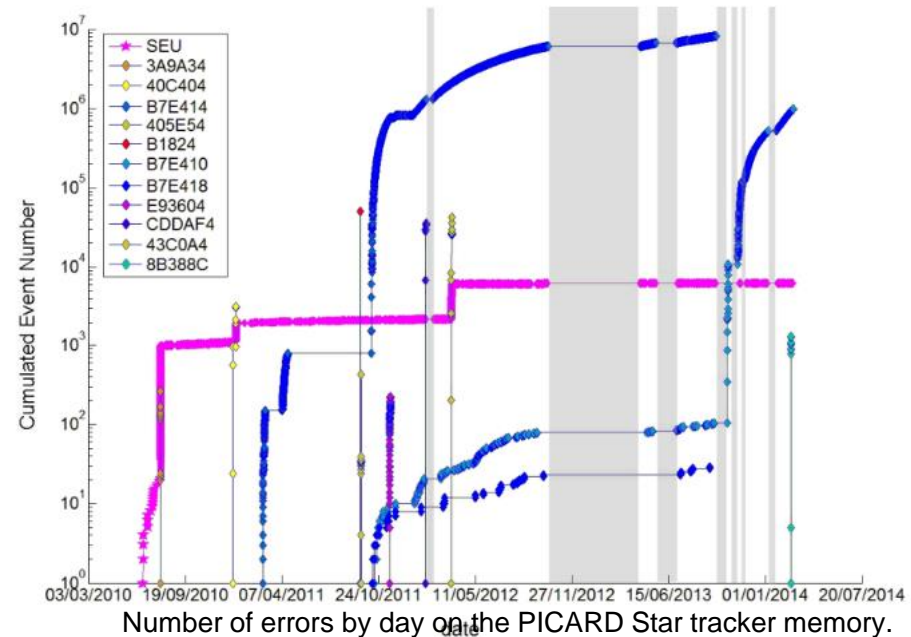 10^7
10^6
10^5
10^4
10^3
10^2
10^1
10^0
Cumulated Event Number
SEU
3A9A34
40C404
B7E414
405E54
B1824
B7E410
B7E418
E93604
CDDAF4
43C0A4
8B388C
03/03/2010 19/09/2010 07/04/2011 24/10/2011 11/05/2012 27/11/2012 15/06/2013 01/01/2014 20/07/2014
date
Number of errors by day on the PICARD Star tracker memory.